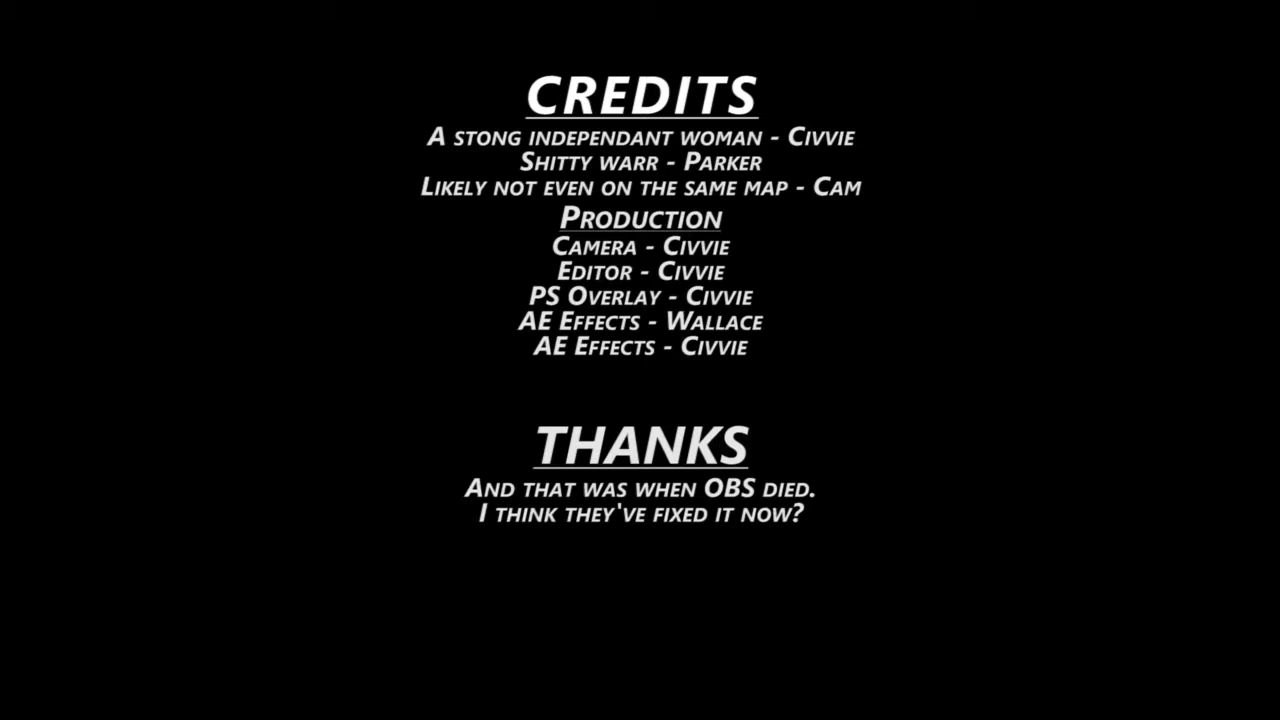 CREDITS
A STONG INDEPENDANT WOMAN - CIVVIE
SHITTY WARR - PARKER
LIKELY NOT EVEN ON THE SAME MAP - CAM
PRODUCTION
CAMERA - CIVVIE
EDITOR - CIVVIE
PS OVERLAY - CIVVIE
AE EFFECTS - WALLACE
AE EFFECTS - CIVVIE
THANKS
AND THAT WAS WHEN OBS DIED.
I THINK THEY'VE FIXED IT NOW?